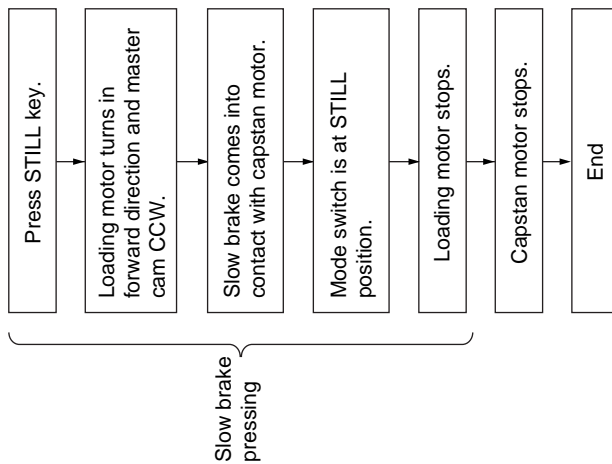 Press STILL key.
Loading motor turns in
forward direction and master
cam CCW.
Slow brake comes into
contact with capstan motor.
Mode switch is at STILL
position.
Loading motor stops.
Capstan motor stops.
End
Slow brake
pressing